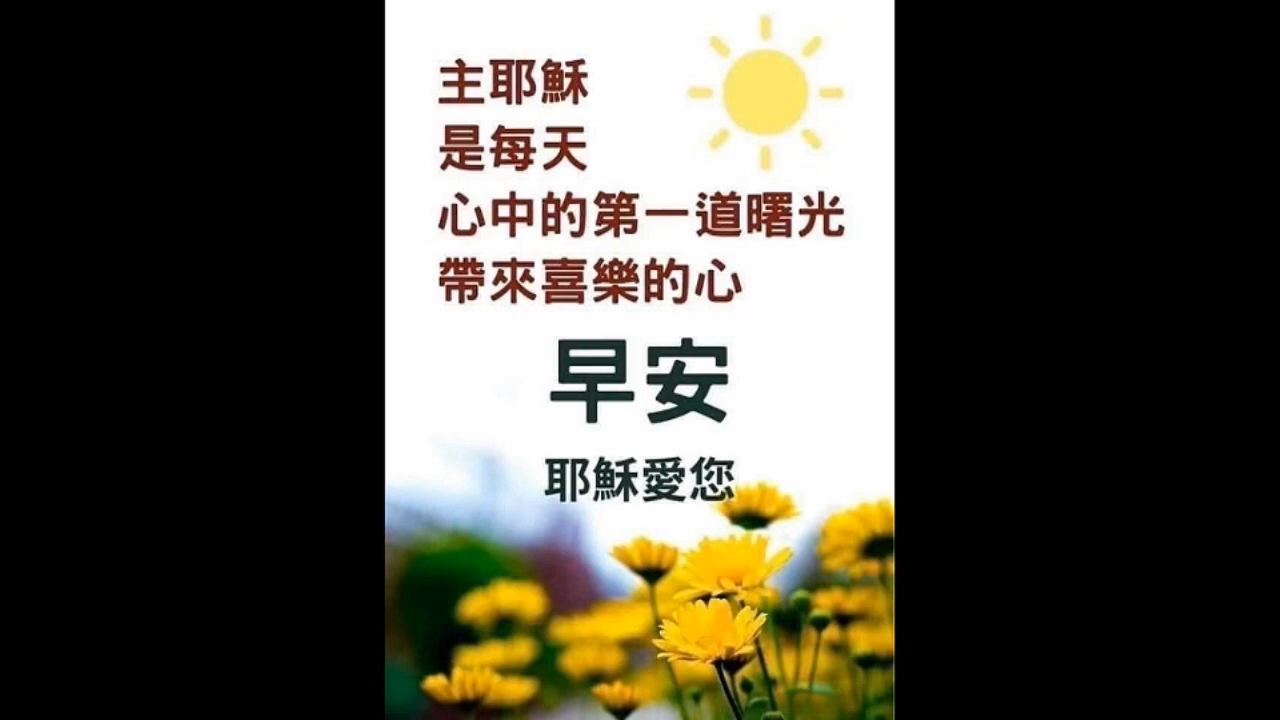 主耶穌
是每天
心中的第一道曙光
帶來喜樂的心
早安
耶穌愛您